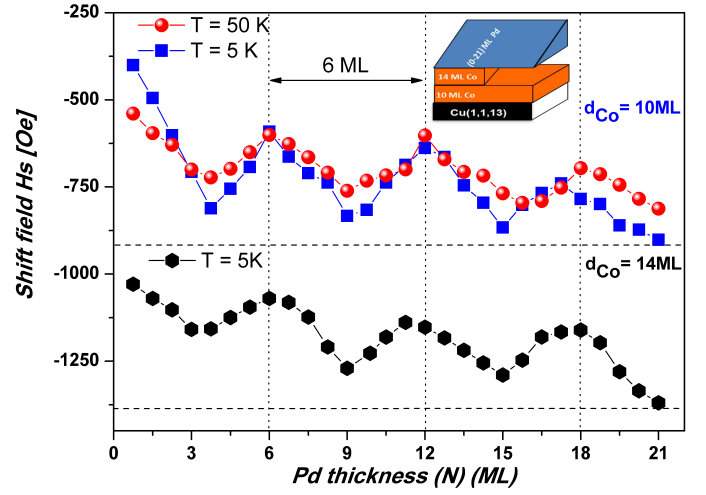 -250
-500
-750
-1000
-1250
Shift field Hs [Oe]
T = 50 K
T = 5 K
6 ML
(0-21) ML Pd
14 ML Co
10 ML Co
Cu(1,1,13)
dCo= 10ML
T = 5K
dCo= 14ML
0 3 6 9 12 15 18 21
Pd thickness (N) (ML)